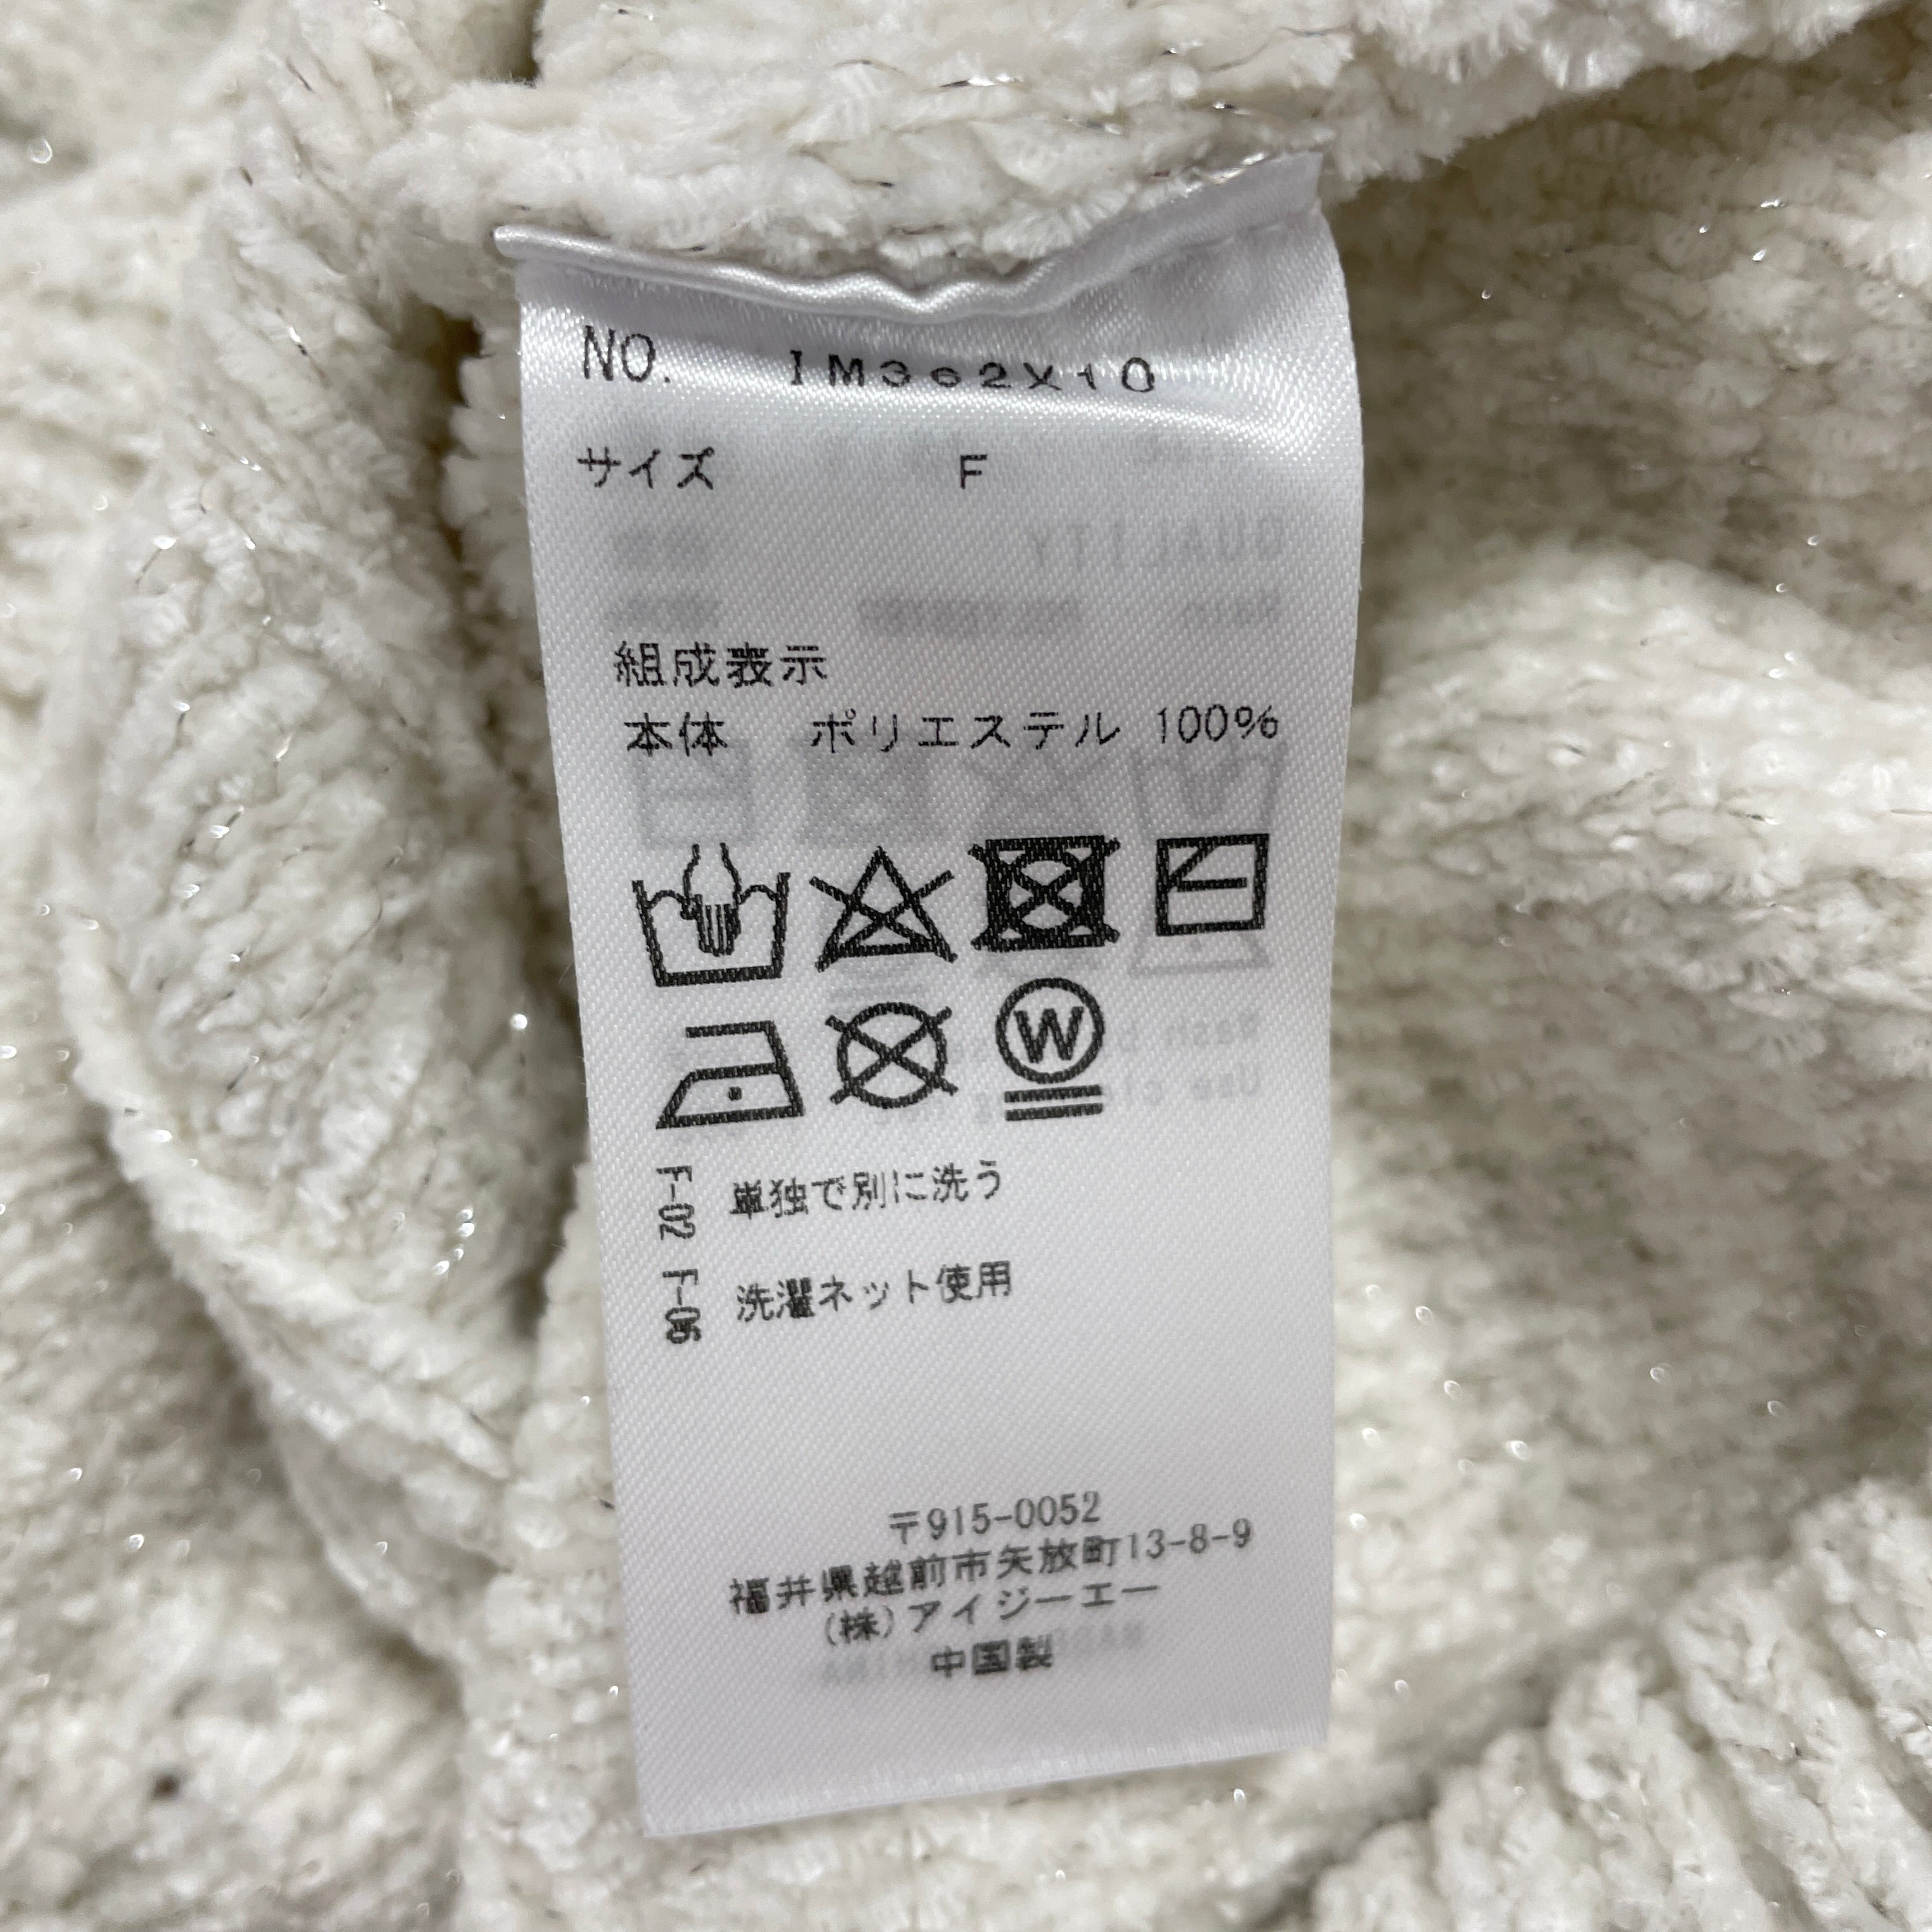 NO. IM362X10
サイズ F
組成表示
本体 ポリエステル 100%
W
F-02 単独で別に洗う
F-06 洗濯ネット使用
〒915-0052
福井県越前市矢放町13-8-9
(株)アイジーエー
中国製